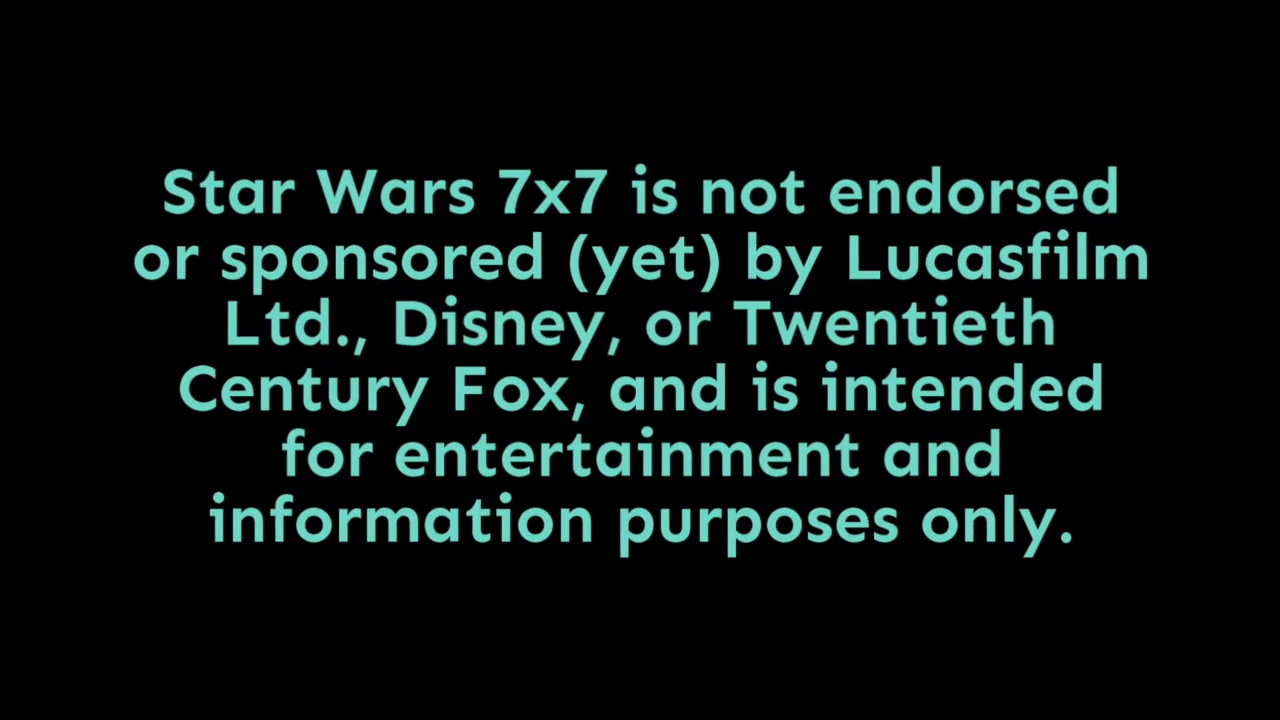 Star Wars 7x7 is not endorsed
or sponsored (yet) by Lucasfilm
Ltd., Disney, or Twentieth
Century Fox, and is intended
for entertainment and
information purposes only.